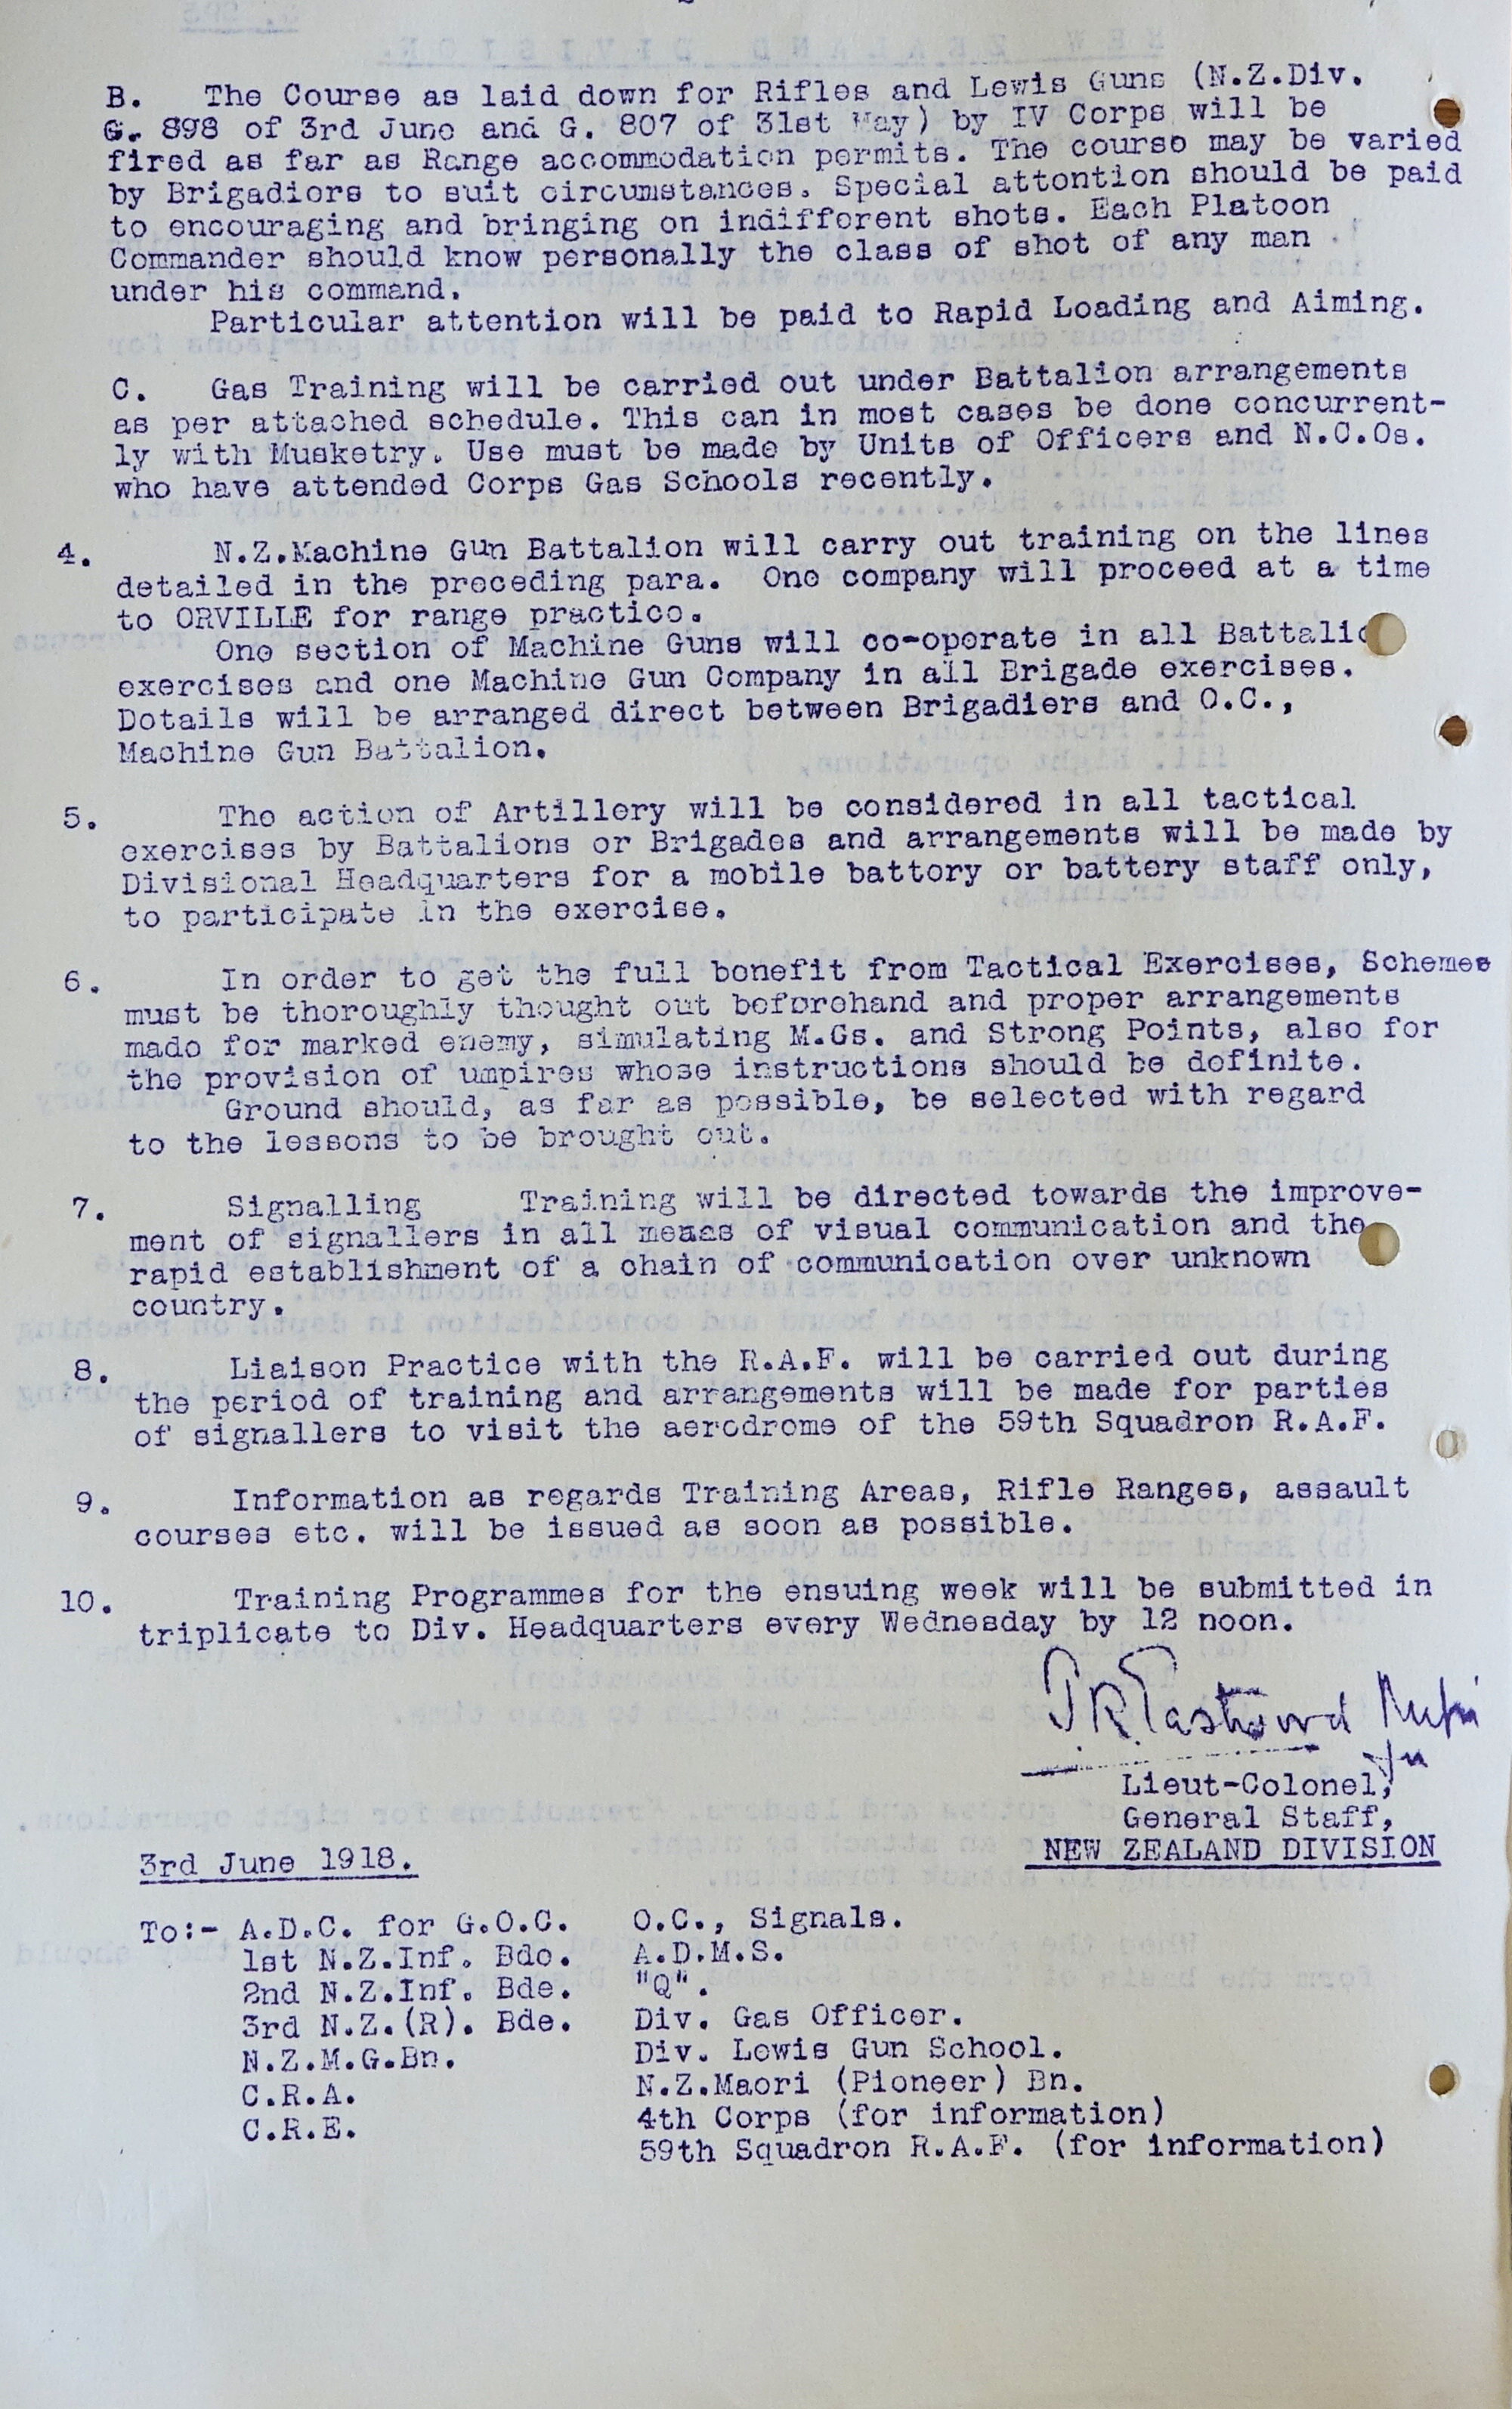 B. The Course as laid down for Rifles and Lewis Guns (N.Z.Div.
G. 898 of 3rd June and G. 807 of 31st May) by IV Corps will be
fired as far as Range accommodation permits. The course may be varied
by Brigadiers to suit circumstances. Special attention should be paid
to encouraging and bringing on indifferent shots. Each Platoon
Commander should know personally the class of shot of any man
under his command.
Particular attention will be paid to Rapid Loading and Aiming.
C. Gas Training will be carried out under Battalion arrangements
as per attached schedule. This can in most cases be done concurrent-
ly with Musketry. Use must be made by Units of Officers and N.C.Os.
who have attended Corps Gas Schools recently.
4. N.Z.Machine Gun Battalion will carry out training on the lines
detailed in the preceding para. One company will proceed at a time
to ORVILLE for range practice.
One section of Machine Guns will co-operate in all Battalio
exercises and one Machine Gun Company in all Brigade exercises.
Details will be arranged direct between Brigadiers and O.C.,
Machine Gun Battalion.
5. The action of Artillery will be considered in all tactical
exercises by Battalions or Brigades and arrangements will be made by
Divisional Headquarters for a mobile battery or battery staff only,
to participate in the exercise.
6. In order to get the full benefit from Tactical Exercises, Schemes
must be thoroughly thought out beforehand and proper arrangements
made for marked enemy, simulating M.Gs. and Strong Points, also for
the provision of umpires whose instructions should be definite.
Ground should, as far as possible, be selected with regard
to the lessons to be brought out.
7. Signalling Training will be directed towards the improve-
ment of signallers in all means of visual communication and the
rapid establishment of a chain of communication over unknown
country.
8. Liaison Practice with the R.A.F. will be carried out during
the period of training and arrangements will be made for parties
of signallers to visit the aerodrome of the 59th Squadron R.A.F.
9. Information as regards Training Areas, Rifle Ranges, assault
courses etc. will be issued as soon as possible.
10. Training Programmes for the ensuing week will be submitted in
triplicate to Div. Headquarters every Wednesday by 12 noon.
Lieut-Colonel,
General Staff,
NEW ZEALAND DIVISION
3rd June 1918.
To:- A.D.C. for G.O.C. O.C., Signals.
1st N.Z.Inf. Bde. A.D.M.S.
2nd N.Z.Inf. Bde. "Q".
3rd N.Z.(R). Bde. Div. Gas Officer.
N.Z.M.G.Bn. Div. Lewis Gun School.
C.R.A. N.Z.Maori (Pioneer) Bn.
C.R.E. 4th Corps (for information)
59th Squadron R.A.F. (for information)